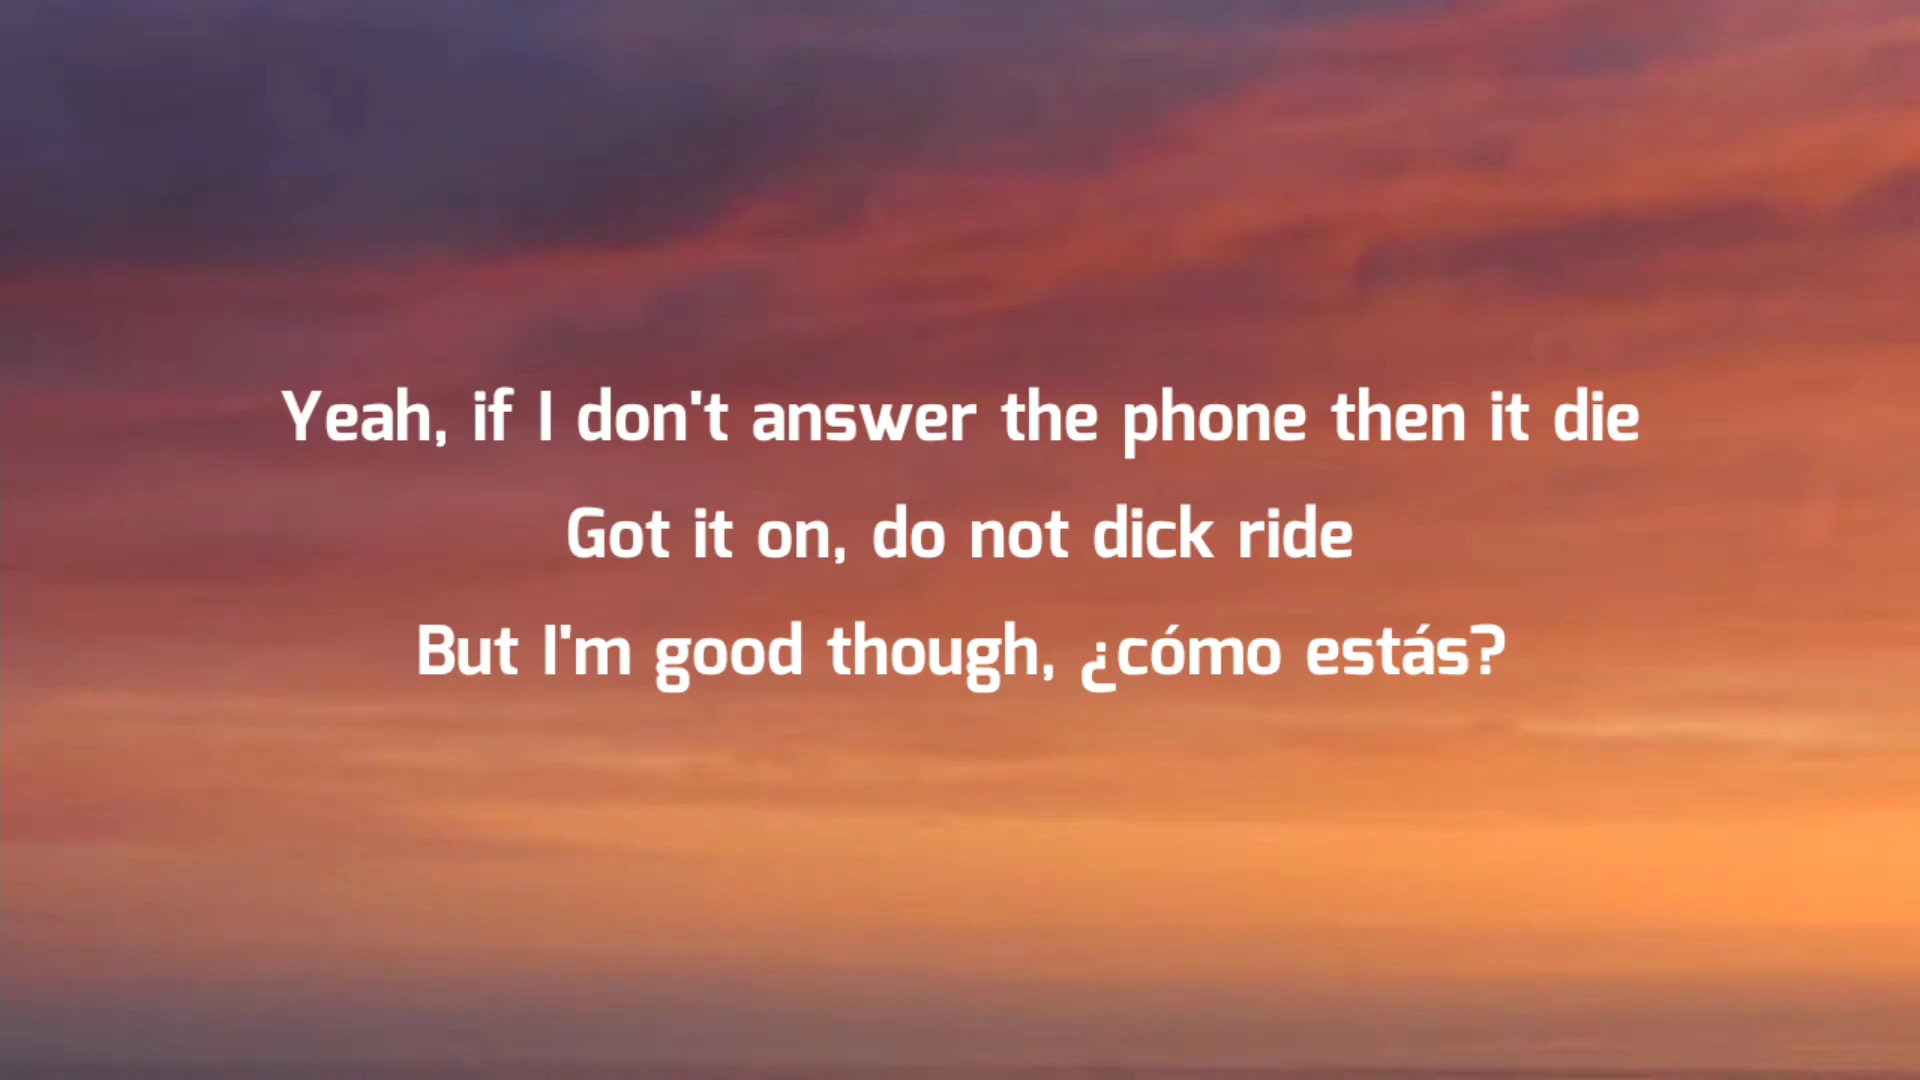 Yeah, if I don't answer the phone then it die
Got it on, do not dick ride
But I'm good though, ¿cómo estás?